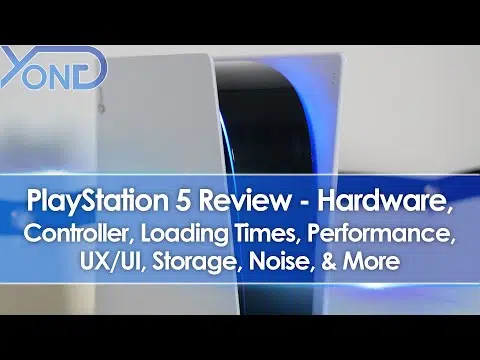 YOND
PlayStation 5 Review - Hardware,
Controller, Loading Times, Performance,
UX/UI, Storage, Noise, & More